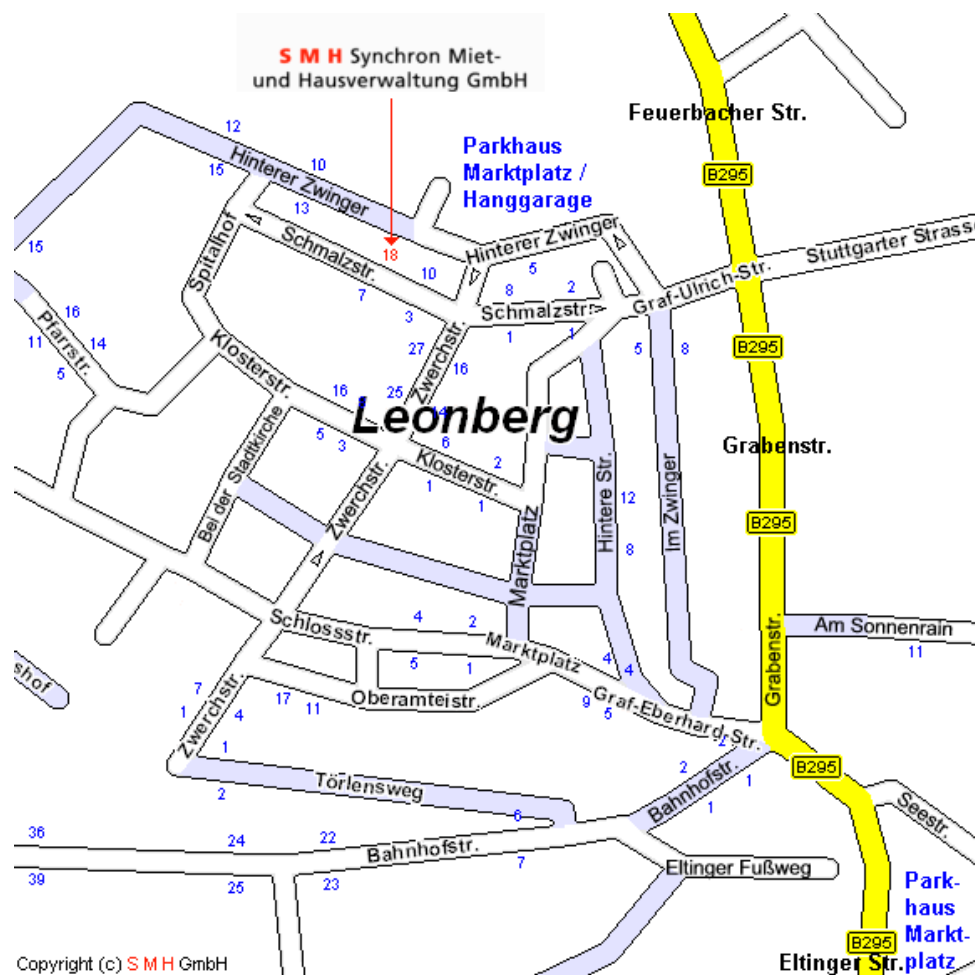 S M H Synchron Miet-
und Hausverwaltung GmbH
Feuerbacher Str.
12
Parkhaus
Marktplatz /
Hanggarage
10
15
Hinterer Zwinger
B295
13
15
Spitalhof
Schmalzstr.
18
10
Hinterer Zwinger
5
Stuttgarter Strasse
7
3
8
2
Graf-Ulrich-Str.
Schmalzstr.
1
1
16
11
14
5
Pfarrstr.
Klosterstr.
27
Zwerchstr.
16
5
8
B295
16
25
14
Leonberg
5
3
6
Klosterstr.
2
1
1
Grabenstr.
Bei der Stadtkirche
Zwerchstr.
Marktplatz
Hintere Str.
12
8
Im Zwinger
B295
Schlossstr.
4
2
Marktplatz
5
1
4
4
Am Sonnenrain
11
Grabenstr.
shof
7
1
Zwerchstr.
4
1
17
11
Oberamteistr.
9
5
Graf-Eberhard-Str.
2
B295
2
Törlensweg
6
2
Bahnhofstr.
1
1
Seestr.
36
24
22
Bahnhofstr.
7
39
25
23
Eltinger Fußweg
Park-
haus
Markt-
platz
B295
Eltinger Str.
Copyright (c) S M H GmbH